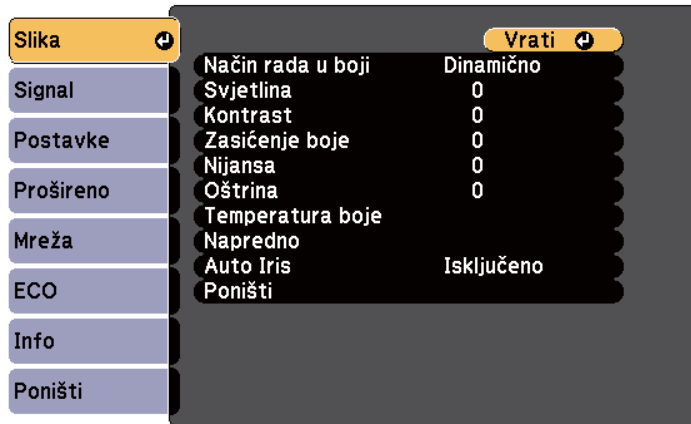 Slika
Signal
Postavke
Prošireno
Mreža
ECO
Info
Poništi
Vrati
Način rada u boji Dinamično
Svjetlina 0
Kontrast 0
Zasićenje boje 0
Nijansa 0
Oštrina 0
Temperatura boje
Napredno
Auto Iris Isključeno
Poništi